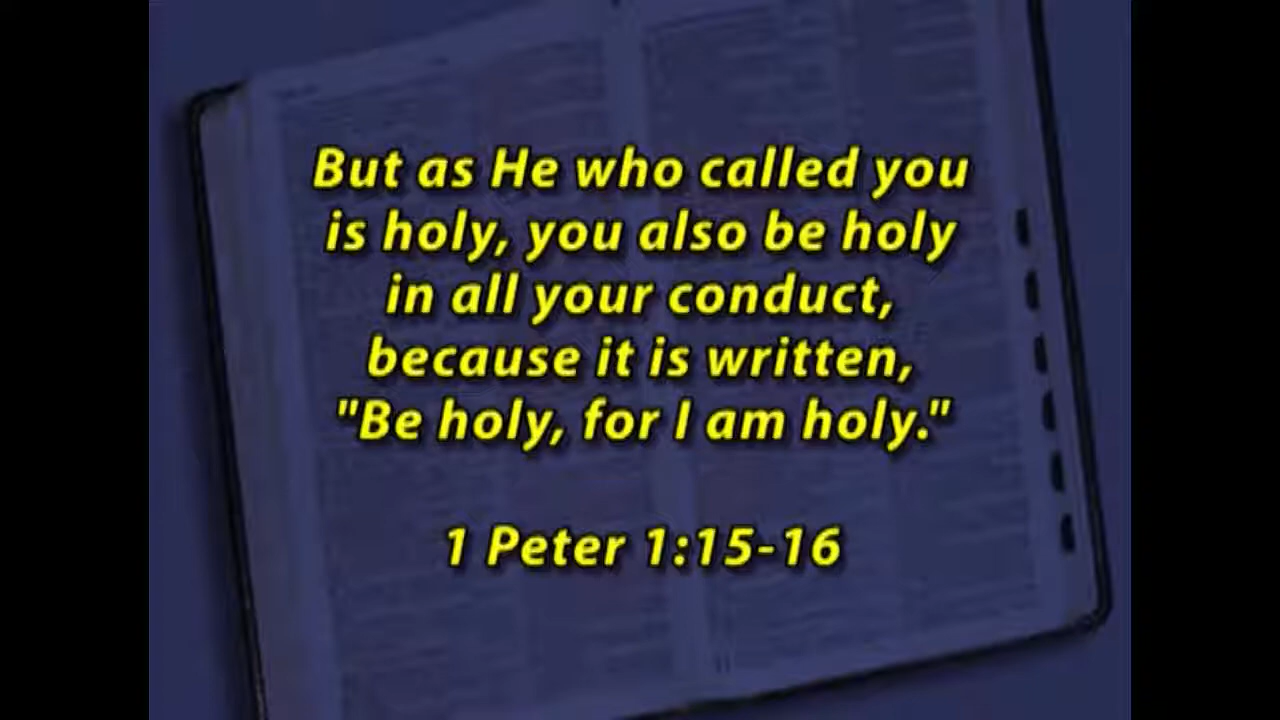 But as He who called you
is holy, you also be holy
in all your conduct,
because it is written,
"Be holy, for I am holy."
1 Peter 1:15-16